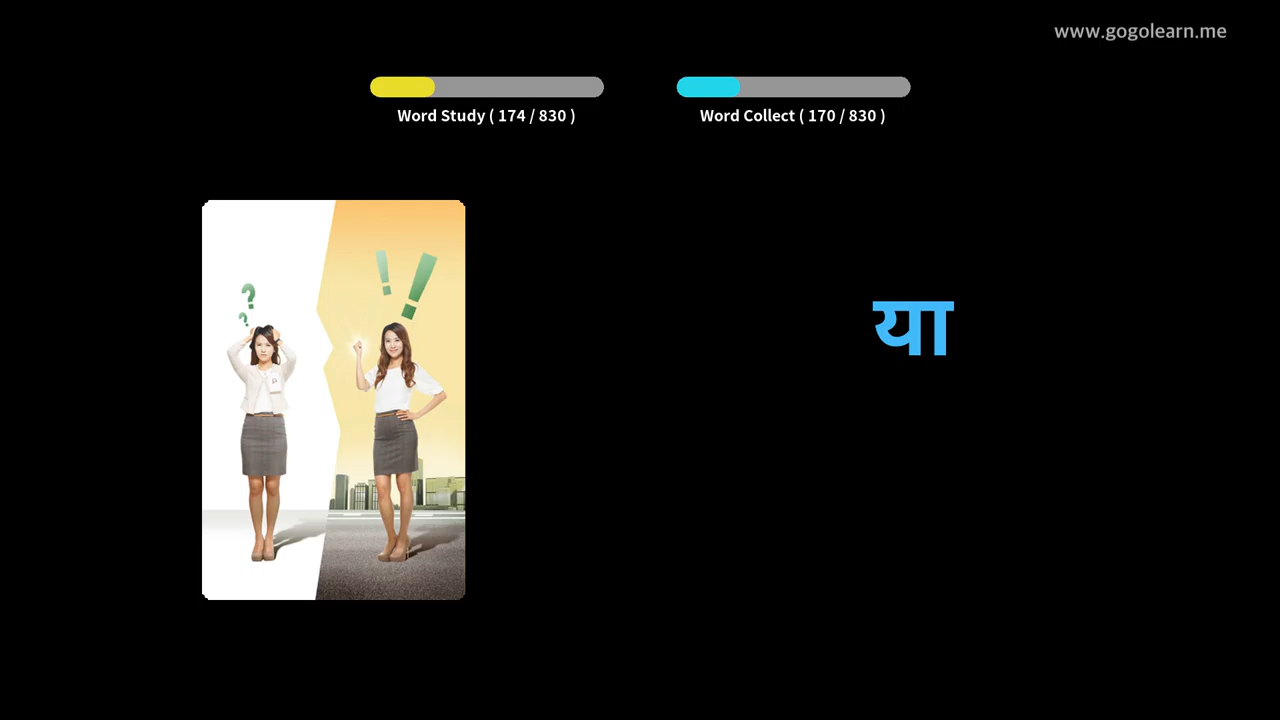 www.gogolearn.me
Word Study ( 174 / 830 )
Word Collect ( 170 / 830 )
? ?
! !
या